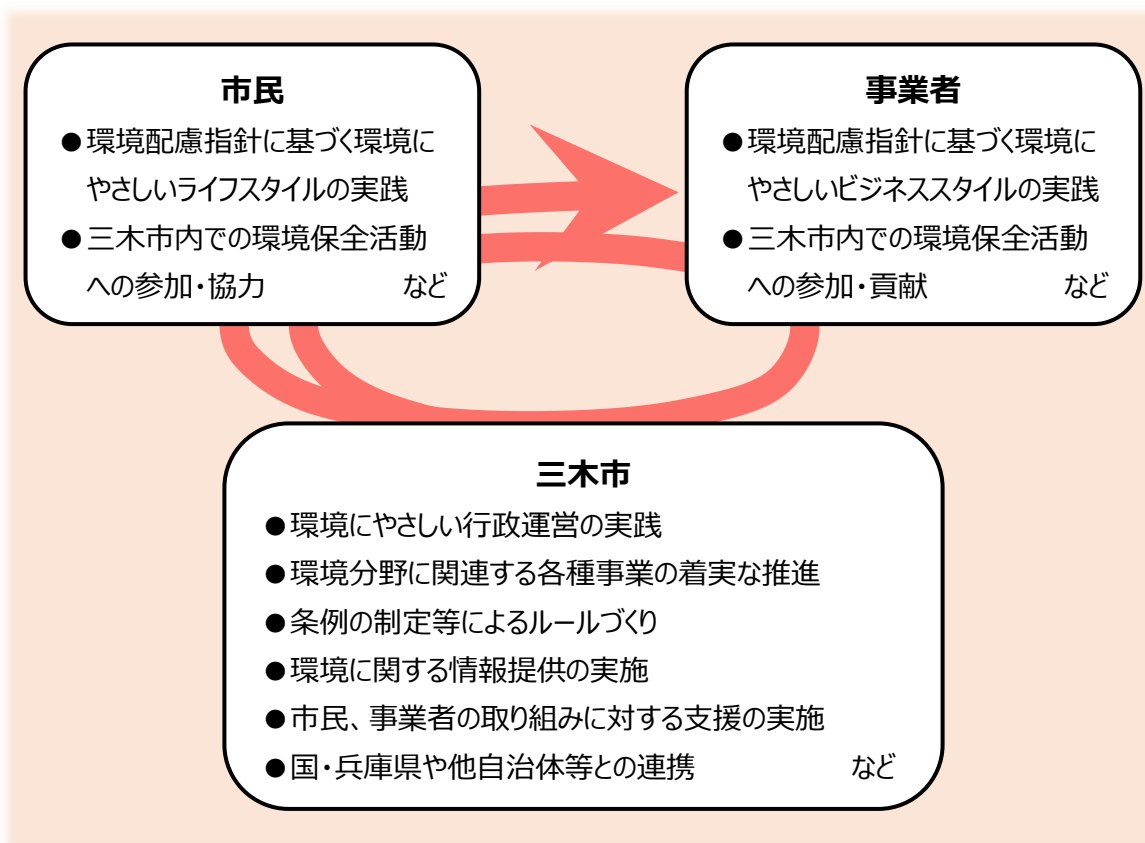 市民
●環境配慮指針に基づく環境に
やさしいライフスタイルの実践
●三木市内での環境保全活動
への参加・協力 など
事業者
●環境配慮指針に基づく環境に
やさしいビジネススタイルの実践
●三木市内での環境保全活動
への参加・貢献 など
三木市
●環境にやさしい行政運営の実践
●環境分野に関連する各種事業の着実な推進
●条例の制定等によるルールづくり
●環境に関する情報提供の実施
●市民、事業者の取り組みに対する支援の実施
●国・兵庫県や他自治体等との連携 など